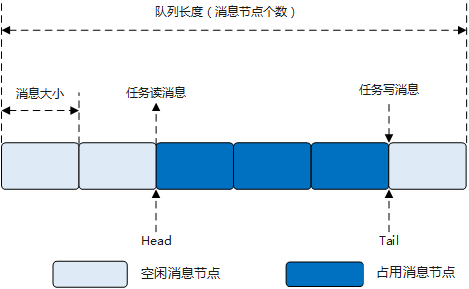 队列长度（消息节点个数）
消息大小
任务读消息
任务写消息
Head
Tail
空闲消息节点
占用消息节点